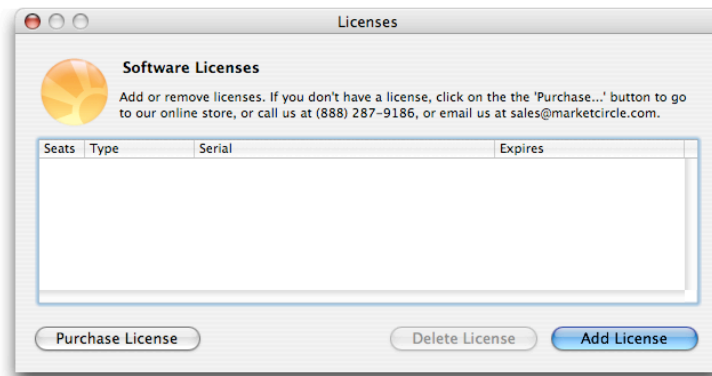 Licenses
Software Licenses
Add or remove licenses. If you don't have a license, click on the the 'Purchase...' button to go
to our online store, or call us at (888) 287-9186, or email us at sales@marketcircle.com.
Seats Type Serial Expires
Purchase License Delete License Add License